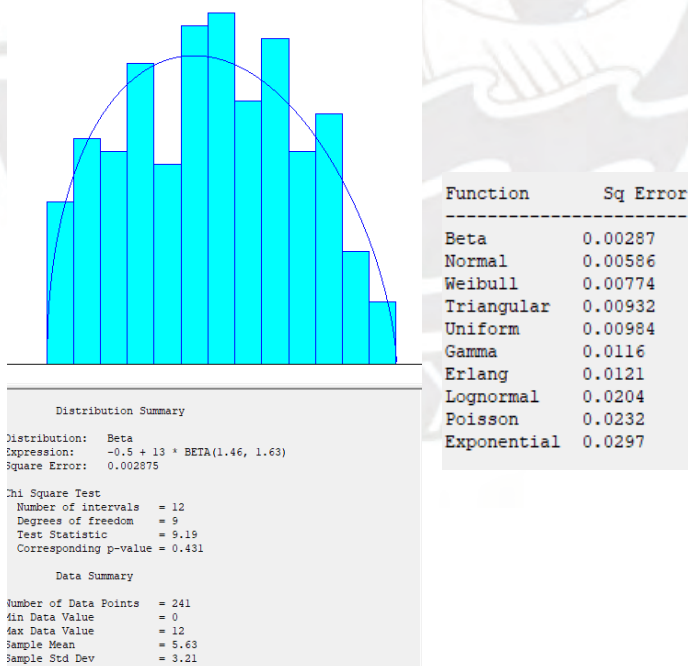 Distribution Summary
Distribution: Beta
Expression: -0.5 + 13 * BETA(1.46, 1.63)
Square Error: 0.002875
Chi Square Test
Number of intervals = 12
Degrees of freedom = 9
Test Statistic = 9.19
Corresponding p-value = 0.431
Data Summary
Number of Data Points = 241
Min Data Value = 0
Max Data Value = 12
Sample Mean = 5.63
Sample Std Dev = 3.21
Function Sq Error
-----------------------
Beta 0.00287
Normal 0.00586
Weibull 0.00774
Triangular 0.00932
Uniform 0.00984
Gamma 0.0116
Erlang 0.0121
Lognormal 0.0204
Poisson 0.0232
Exponential 0.0297